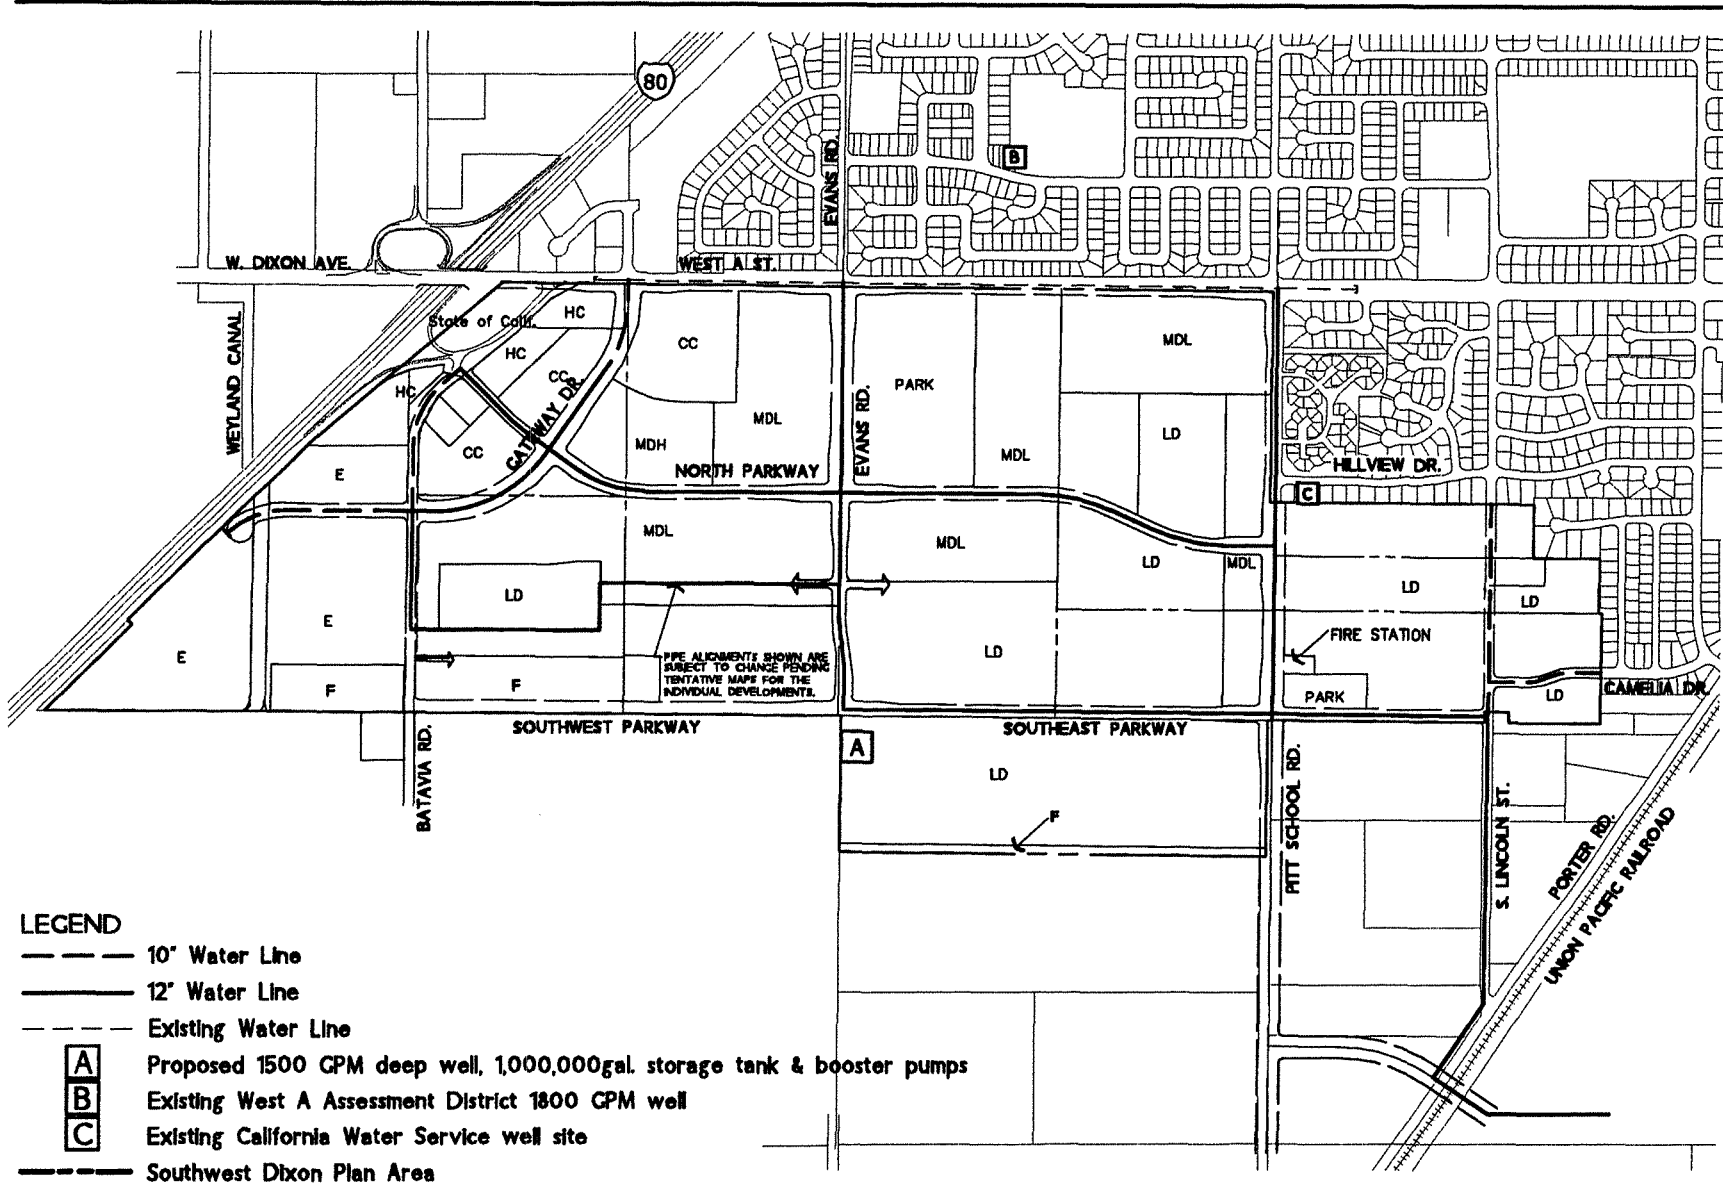 80
B
EVANS RD.
W. DIXON AVE.
WEST A ST.
WEYLAND CANAL
State of Calif.
HC
HC
HC
CC
CC
CC
GATEWAY DR.
MDH
MDL
NORTH PARKWAY
EVANS RD.
PARK
MDL
MDL
LD
HILLVIEW DR.
C
E
MDL
MDL
LD
MDL
LD
LD
LD
E
E
F
F
LD
FIRE STATION
PARK
LD
CAMELIA DR.
PIPE ALIGNMENTS SHOWN ARE
SUBJECT TO CHANGE PENDING
TENTATIVE MAPS FOR THE
INDIVIDUAL DEVELOPMENTS.
SOUTHWEST PARKWAY
SOUTHEAST PARKWAY
BATAVIA RD.
A
LD
F
PITT SCHOOL RD.
S. LINCOLN ST.
PORTER RD.
UNION PACIFIC RAILROAD
LEGEND
10" Water Line
12" Water Line
Existing Water Line
A Proposed 1500 GPM deep well, 1,000,000gal. storage tank & booster pumps
B Existing West A Assessment District 1800 GPM well
C Existing California Water Service well site
Southwest Dixon Plan Area